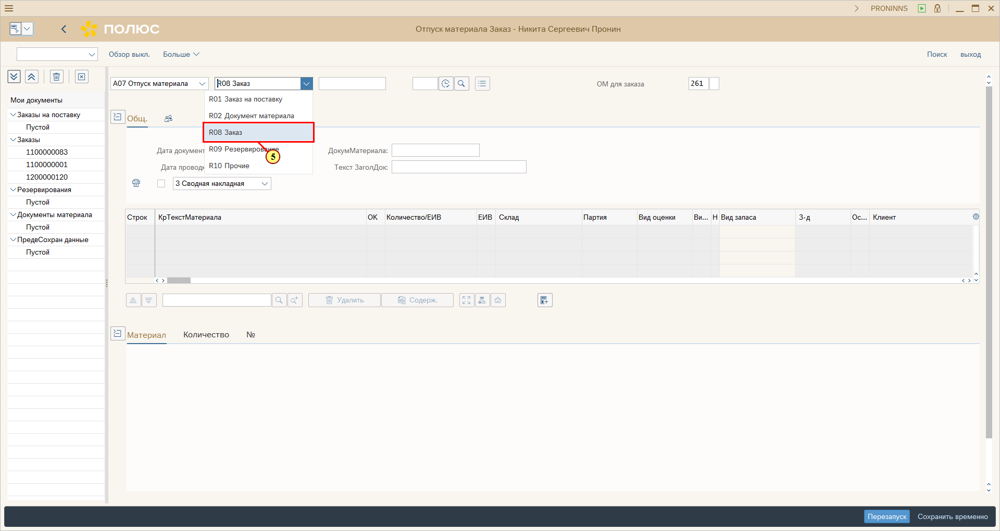 PRONINNS
ПОЛЮС
Отпуск материала Заказ - Никита Сергеевич Пронин
Обзор выкл.
Больше
Поиск
выход
A07 Отпуск материала
R08 Заказ
ОМ для заказа
261
R01 Заказ на поставку
R02 Документ материала
R08 Заказ
R09 Резервирование
R10 Прочие
5
Мои документы
Заказы на поставку
Пустой
Заказы
1100000083
1100000001
1200000120
Резервирования
Пустой
Документы материала
Пустой
ПредвСохран данные
Пустой
Общ.
Дата документ
ДокумМатериала:
Дата проводк
Текст ЗаголДок:
3 Сводная накладная
Строк
КрТекстМатериала
OK
Количество/ЕИВ
ЕИВ
Склад
Партия
Вид оценки
Ви...
Н
Вид запаса
З-д
Ос...
Клиент
Удалить
Содерж.
Материал
Количество
№
Перезапуск
Сохранить временно